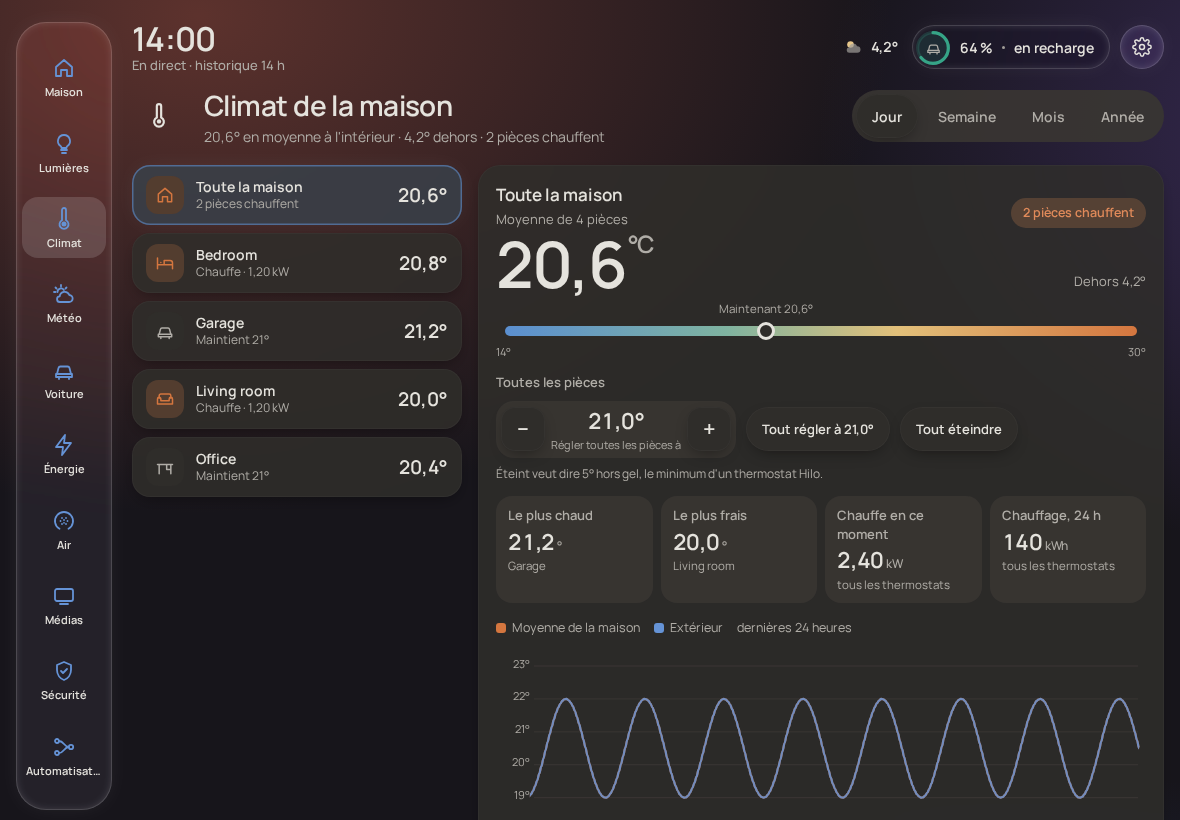 14:00
En direct · historique 14 h
4,2°
64 % · en recharge
Maison
Lumières
Climat
Météo
Voiture
Énergie
Air
Médias
Sécurité
Automatisat…
Climat de la maison
20,6° en moyenne à l'intérieur · 4,2° dehors · 2 pièces chauffent
Jour
Semaine
Mois
Année
Toute la maison
2 pièces chauffent
20,6°
Bedroom
Chauffe · 1,20 kW
20,8°
Garage
Maintient 21°
21,2°
Living room
Chauffe · 1,20 kW
20,0°
Office
Maintient 21°
20,4°
Toute la maison
Moyenne de 4 pièces
2 pièces chauffent
20,6 °C
Dehors 4,2°
Maintenant 20,6°
14°
30°
Toutes les pièces
−
21,0°
Régler toutes les pièces à
+
Tout régler à 21,0°
Tout éteindre
Éteint veut dire 5° hors gel, le minimum d'un thermostat Hilo.
Le plus chaud
21,2 °
Garage
Le plus frais
20,0 °
Living room
Chauffe en ce
moment
2,40 kW
tous les thermostats
Chauffage, 24 h
140 kWh
tous les thermostats
Moyenne de la maison
Extérieur
dernières 24 heures
23°
22°
21°
20°
19°